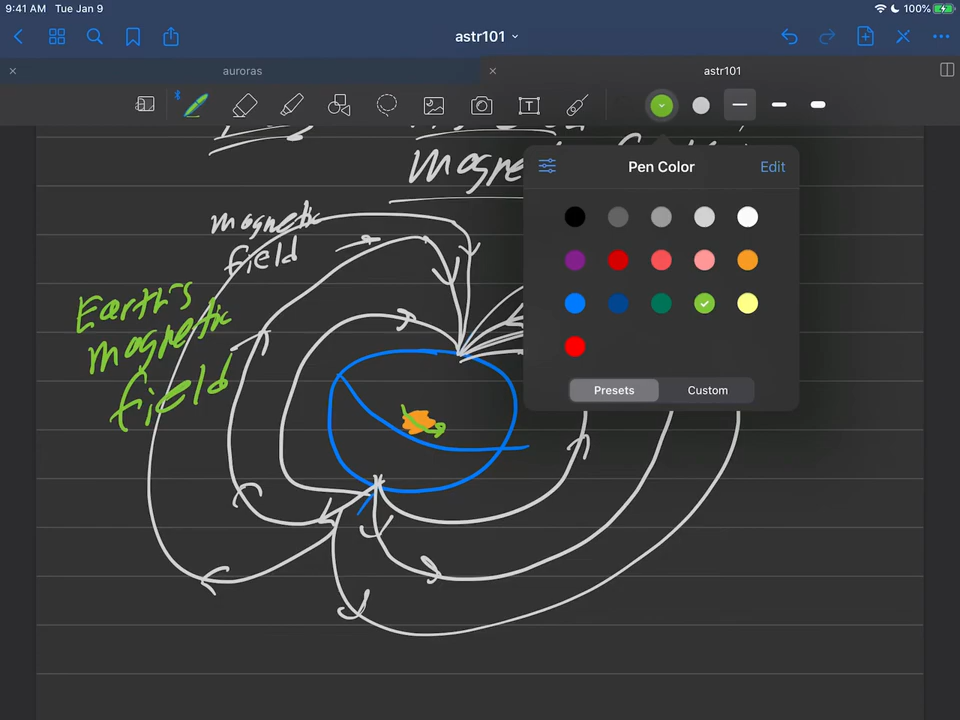 9:41 AM Tue Jan 9
100%
astr101
auroras
astr101
T
Pen Color
Edit
magnetic
field
Earth's
magnetic
field
Presets
Custom